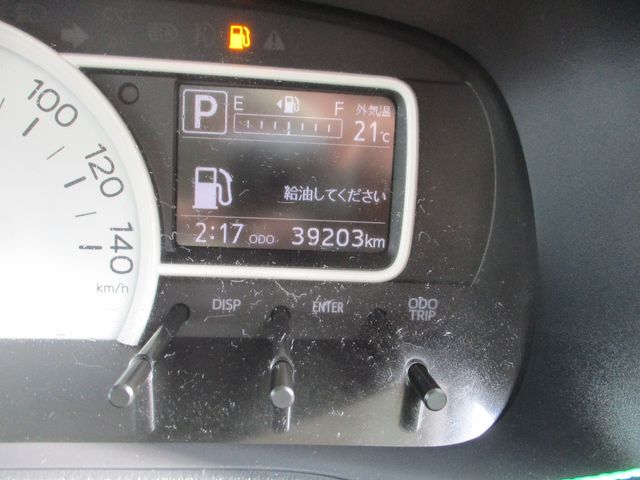 100
120
140
km/h
P
E
F
外気温
21℃
給油してください
2:17
ODO 39203km
DISP
ENTER
ODO
TRIP